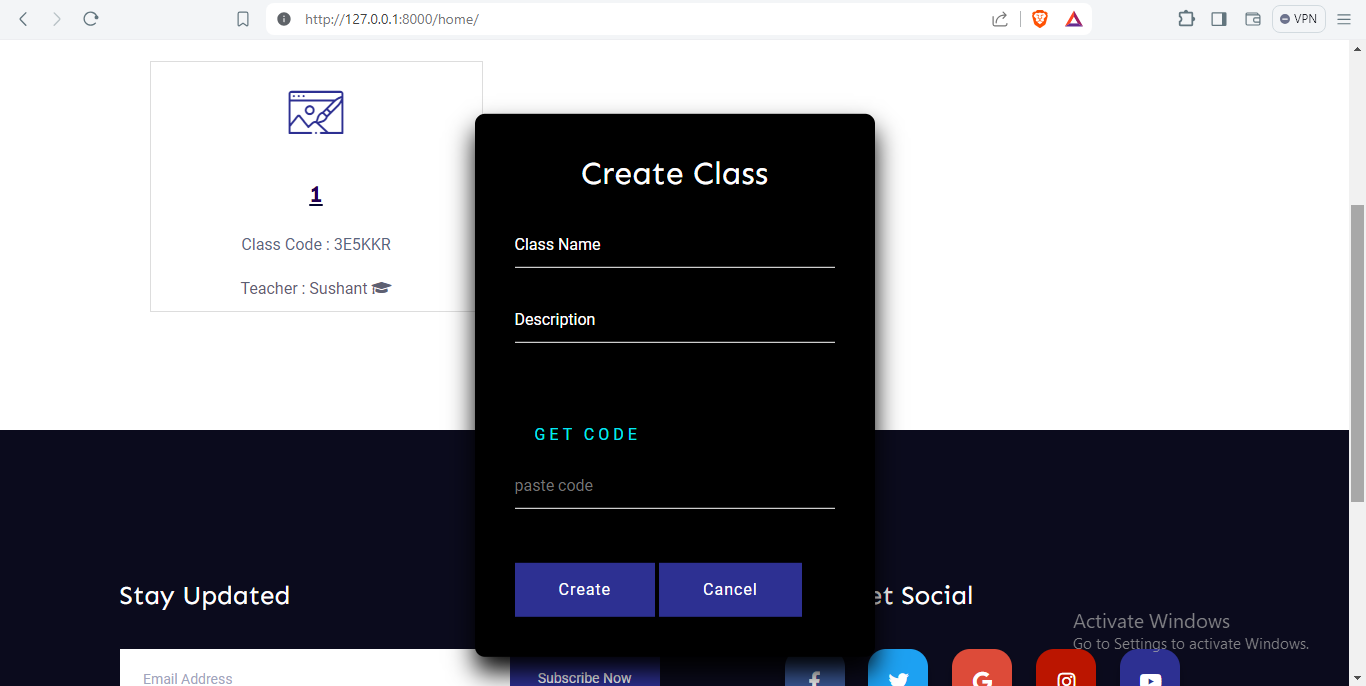 http://127.0.0.1:8000/home/
VPN
1
Class Code : 3E5KKR
Teacher : Sushant
Create Class
Class Name
Description
GET CODE
paste code
Create Cancel
Stay Updated
et Social
Activate Windows
Go to Settings to activate Windows.
Email Address
Subscribe Now